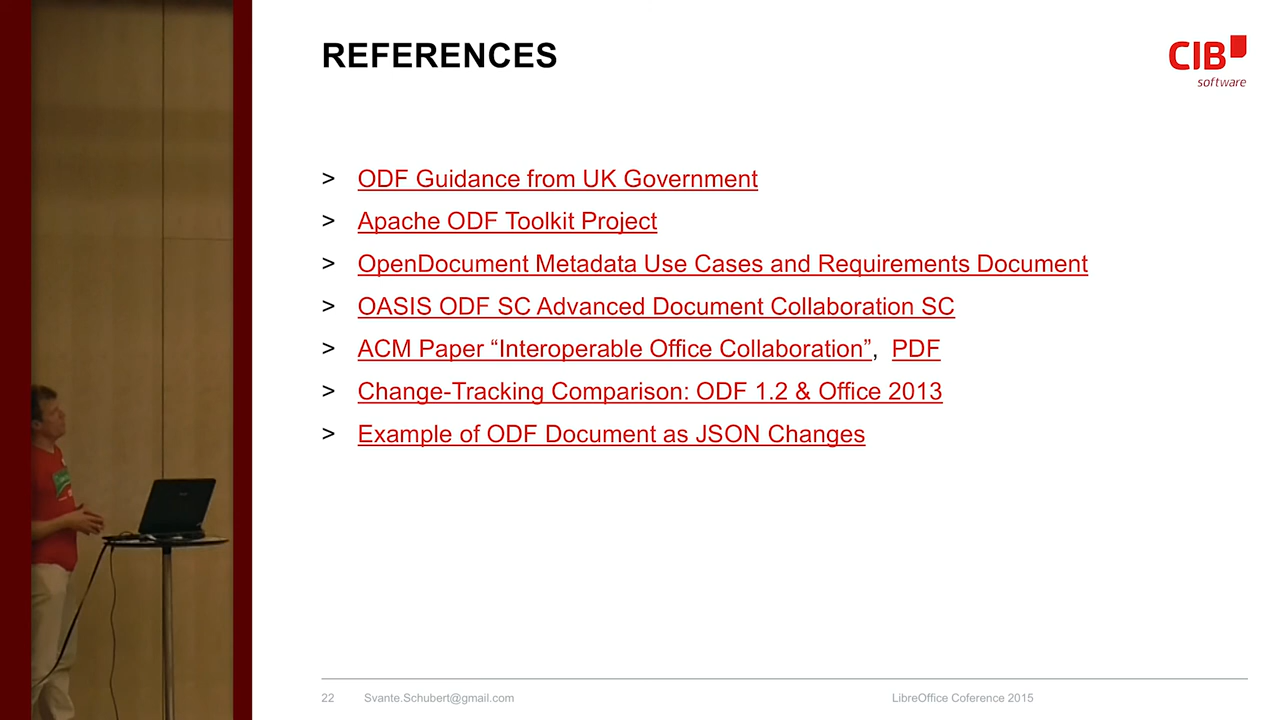 REFERENCES
CIB
software
> ODF Guidance from UK Government
> Apache ODF Toolkit Project
> OpenDocument Metadata Use Cases and Requirements Document
> OASIS ODF SC Advanced Document Collaboration SC
> ACM Paper “Interoperable Office Collaboration”, PDF
> Change-Tracking Comparison: ODF 1.2 & Office 2013
> Example of ODF Document as JSON Changes
22 Svante.Schubert@gmail.com LibreOffice Coference 2015